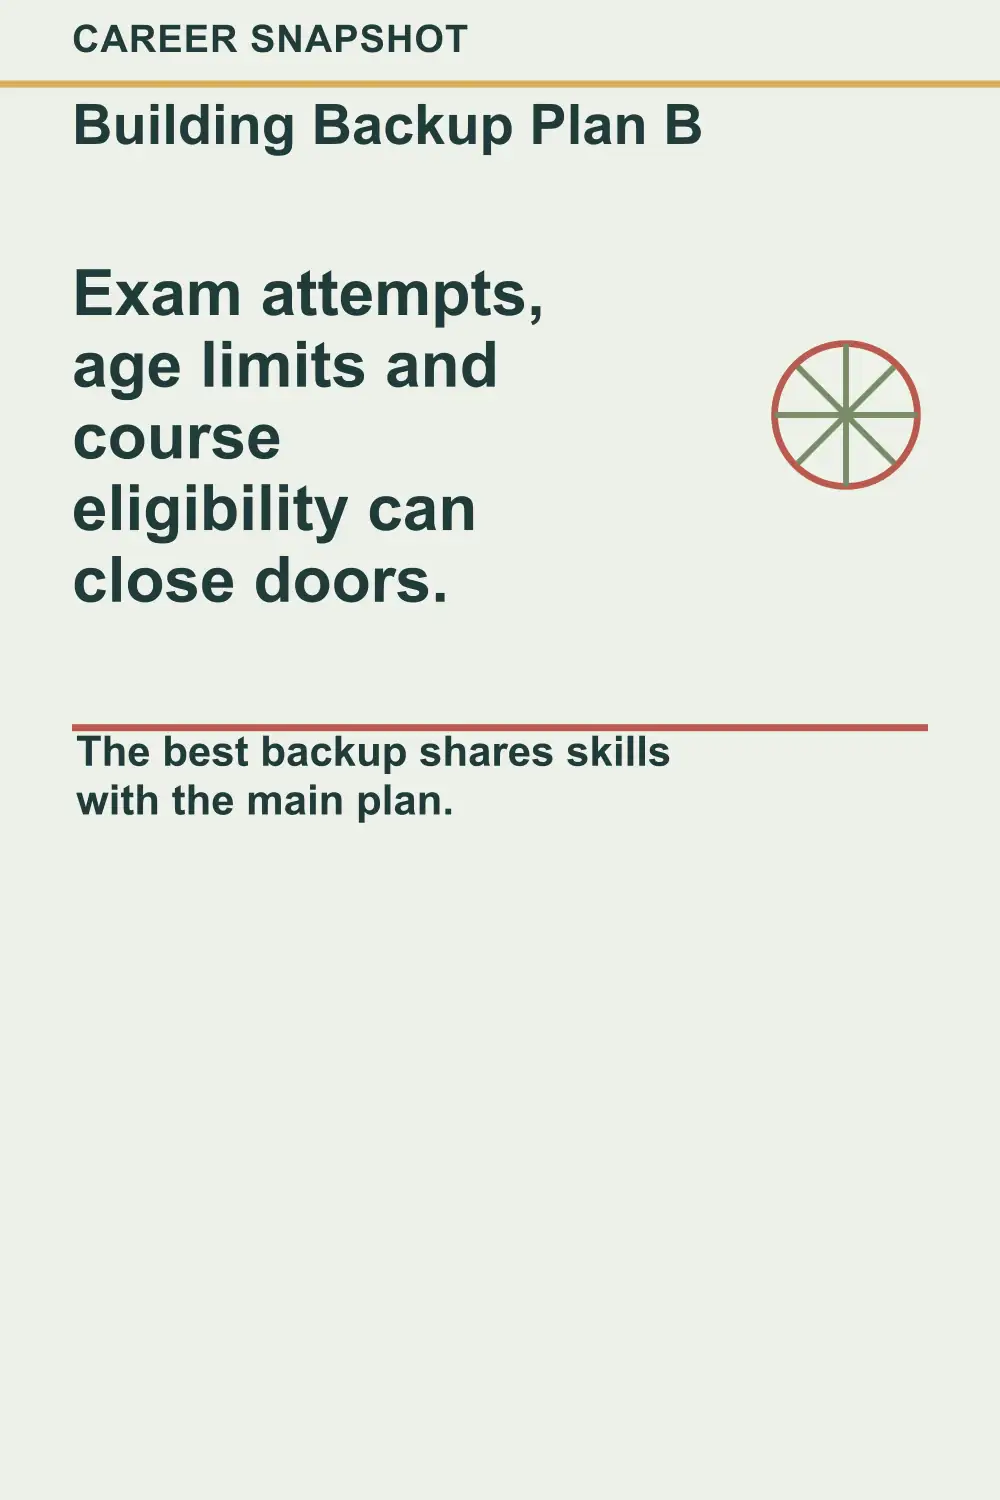 CAREER SNAPSHOT
Building Backup Plan B
Exam attempts,
age limits and
course
eligibility can
close doors.
The best backup shares skills
with the main plan.